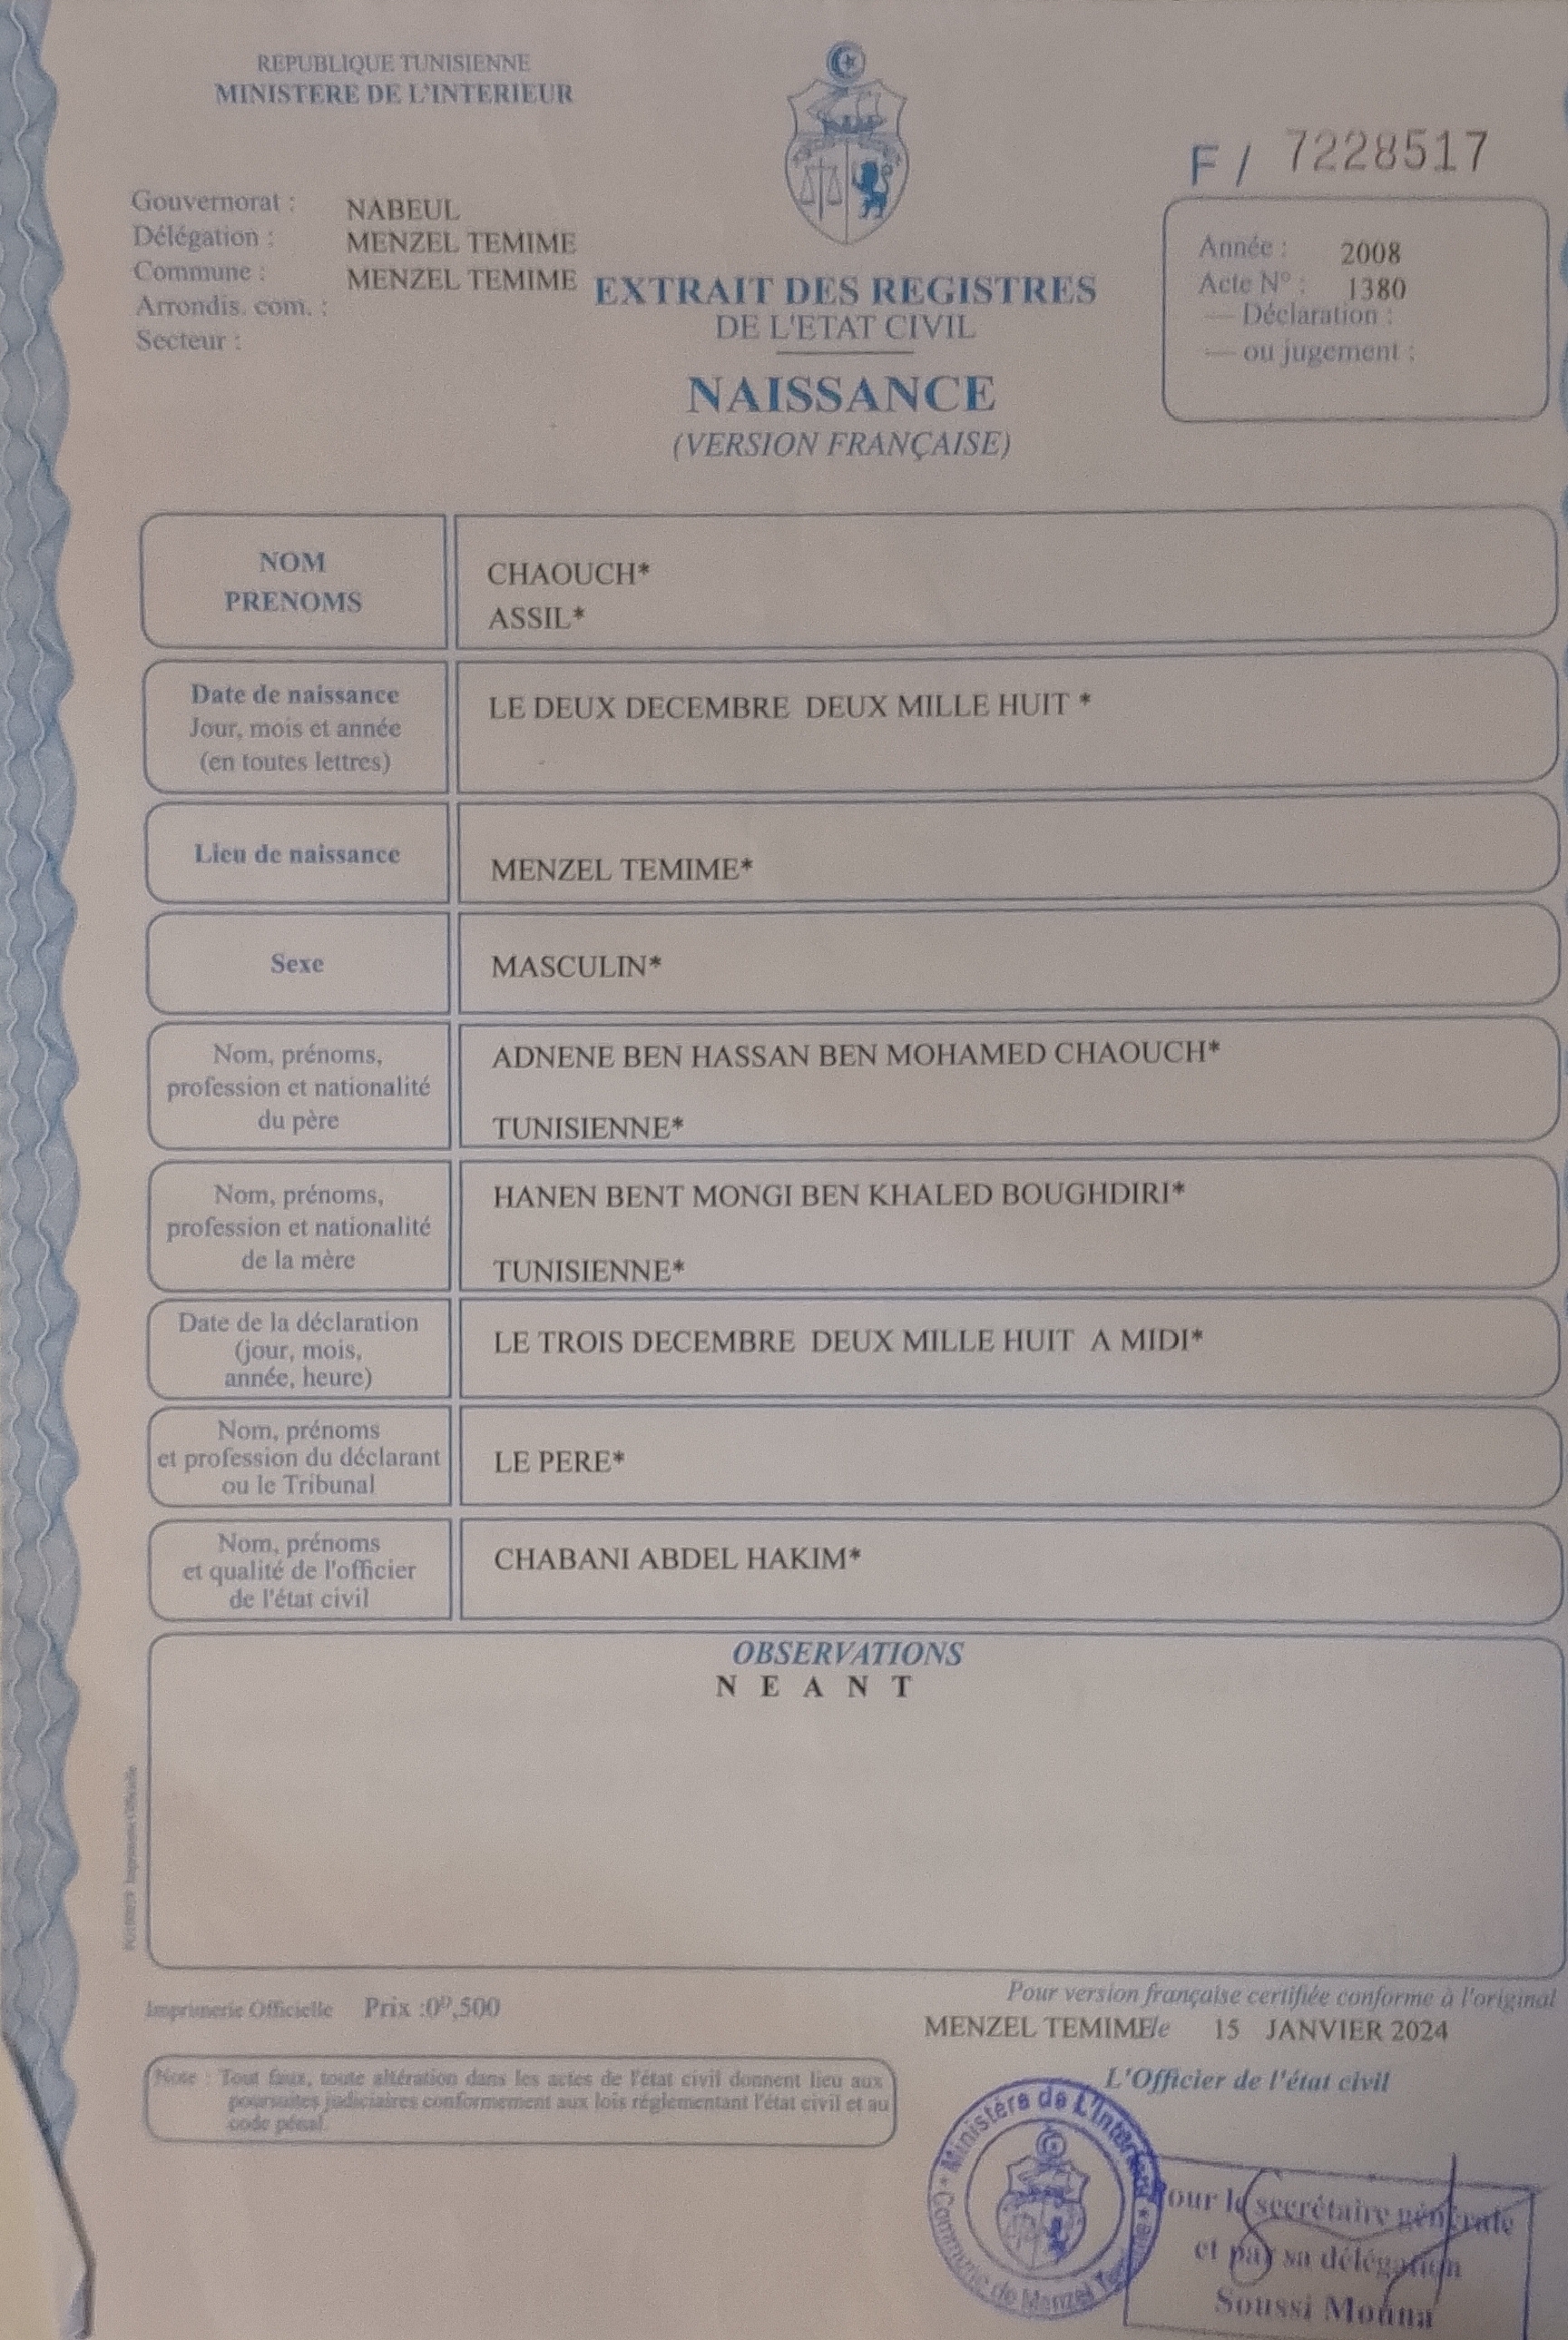 REPUBLIQUE TUNISIENNE
MINISTERE DE L'INTERIEUR
F / 7228517
Gouvernorat : NABEUL
Délégation : MENZEL TEMIME
Commune : MENZEL TEMIME
Arrondis. com. :
Secteur :
EXTRAIT DES REGISTRES
DE L'ETAT CIVIL
NAISSANCE
(VERSION FRANÇAISE)
Année : 2008
Acte N° : 1380
— Déclaration :
— ou jugement :
NOM
PRENOMS
CHAOUCH*
ASSIL*
Date de naissance
Jour, mois et année
(en toutes lettres)
LE DEUX DECEMBRE DEUX MILLE HUIT *
Lieu de naissance
MENZEL TEMIME*
Sexe
MASCULIN*
Nom, prénoms,
profession et nationalité
du père
ADNENE BEN HASSAN BEN MOHAMED CHAOUCH*
TUNISIENNE*
Nom, prénoms,
profession et nationalité
de la mère
HANEN BENT MONGI BEN KHALED BOUGHDIRI*
TUNISIENNE*
Date de la déclaration
(jour, mois,
année, heure)
LE TROIS DECEMBRE DEUX MILLE HUIT A MIDI*
Nom, prénoms
et profession du déclarant
ou le Tribunal
LE PERE*
Nom, prénoms
et qualité de l'officier
de l'état civil
CHABANI ABDEL HAKIM*
OBSERVATIONS
N E A N T
Imprimerie Officielle
Imprimerie Officielle Prix :0ᴰ,500
Pour version française certifiée conforme à l'original
MENZEL TEMIME le 15 JANVIER 2024
L'Officier de l'état civil
Note : Tout faux, toute altération dans les actes de l'état civil donnent lieu aux
poursuites judiciaires conformement aux lois réglementant l'état civil et au
code pénal.
Ministère de L'Intérieur
Commune de Menzel
Pour le secrétaire générale
et par sa délégation
Soussi Mouna